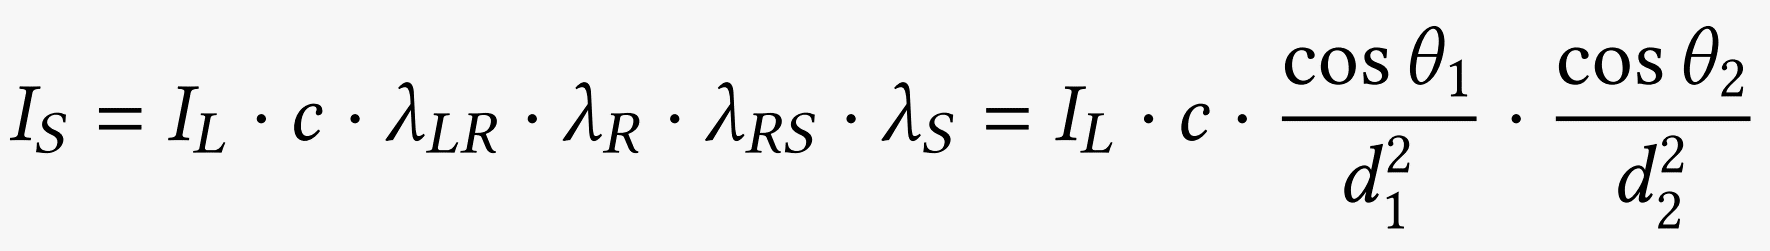 I_S = I_L · c · λ_{LR} · λ_R · λ_{RS} · λ_S = I_L · c · \frac{\cos θ_1}{d_1^2} · \frac{\cos θ_2}{d_2^2}